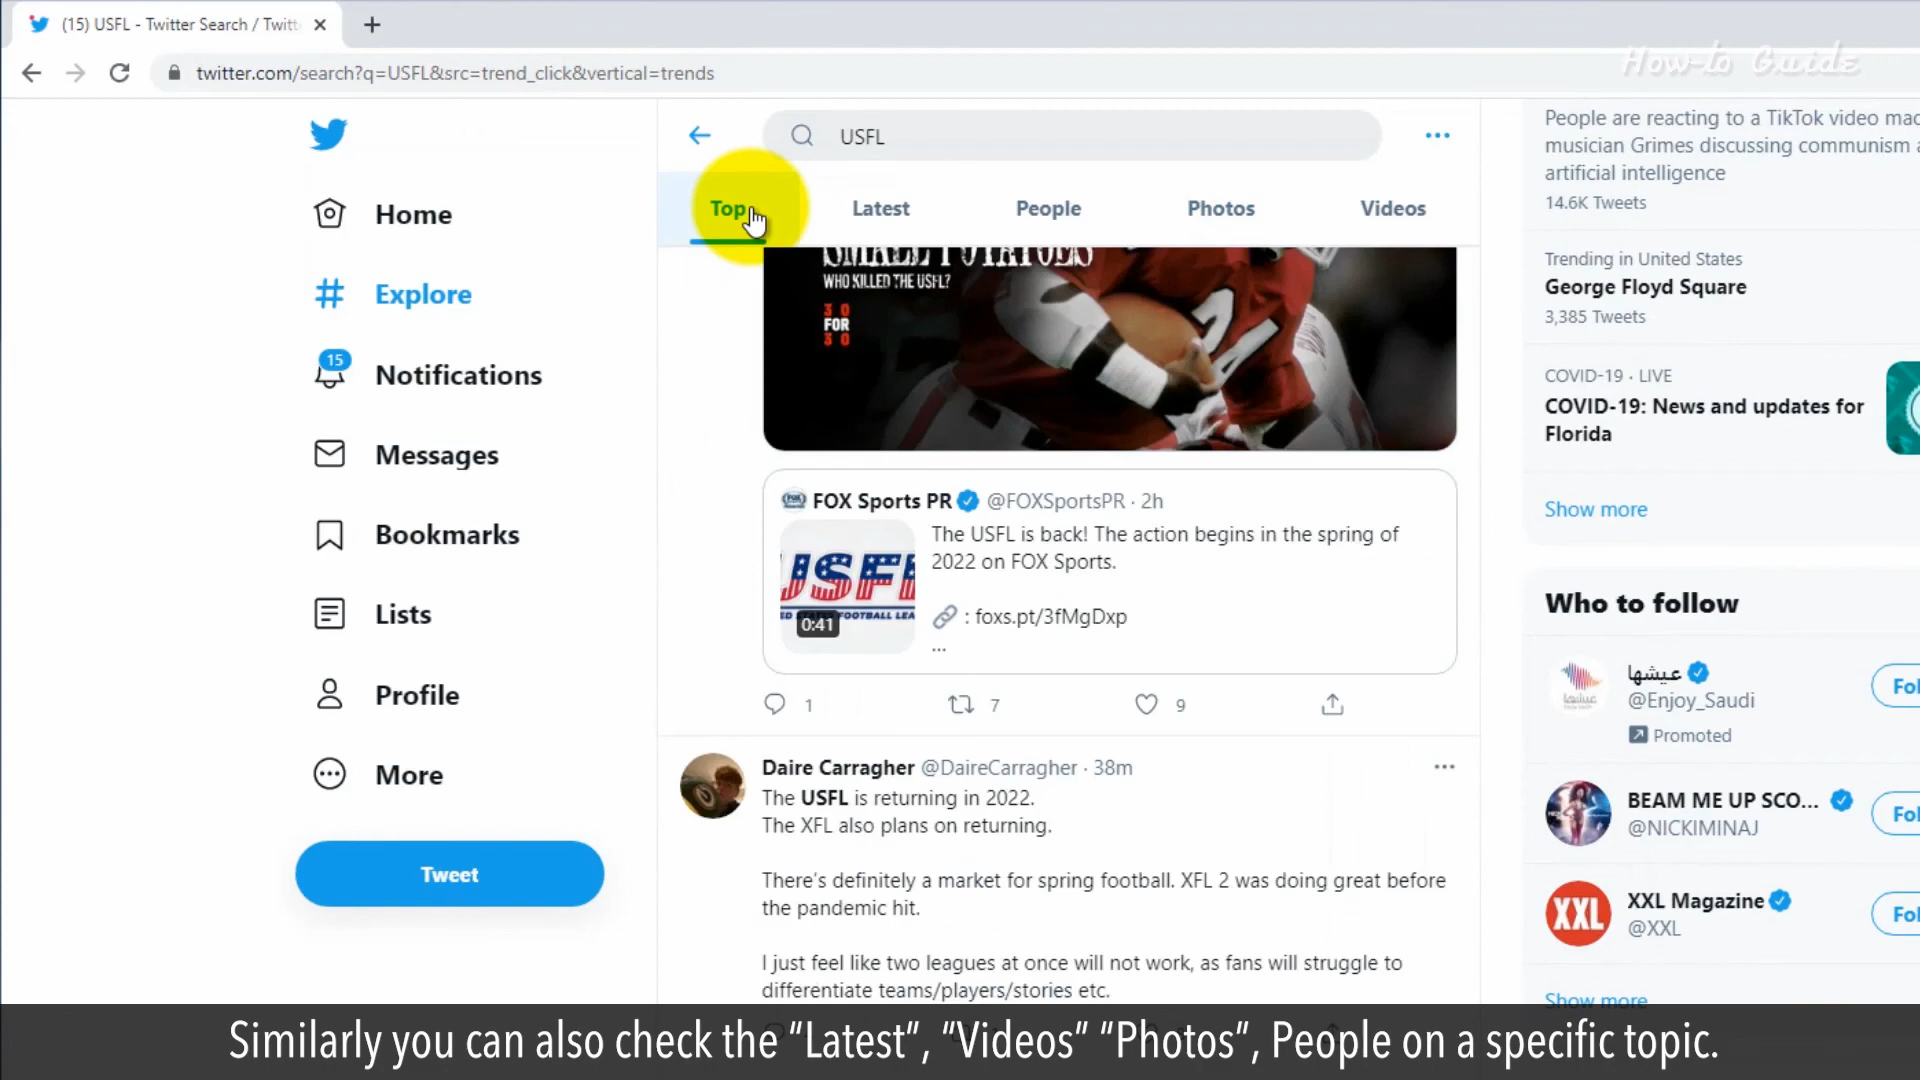 (15) USFL - Twitter Search / Twitt
twitter.com/search?q=USFL&src=trend_click&vertical=trends
How-to Guide
USFL
Top
Latest
People
Photos
Videos
Home
Explore
15
Notifications
Messages
Bookmarks
Lists
Profile
More
Tweet
SMALL POTATOES
WHO KILLED THE USFL?
30
FOR
30
FOX Sports PR @FOXSportsPR · 2h
The USFL is back! The action begins in the spring of
2022 on FOX Sports.
: foxs.pt/3fMgDxp
...
0:41
1
7
9
Daire Carragher @DaireCarragher · 38m
The USFL is returning in 2022.
The XFL also plans on returning.
There's definitely a market for spring football. XFL 2 was doing great before
the pandemic hit.
I just feel like two leagues at once will not work, as fans will struggle to
differentiate teams/players/stories etc.
People are reacting to a TikTok video mad
musician Grimes discussing communism a
artificial intelligence
14.6K Tweets
Trending in United States
George Floyd Square
3,385 Tweets
COVID-19 · LIVE
COVID-19: News and updates for
Florida
Show more
Who to follow
عيشها
@Enjoy_Saudi
Promoted
Fol
BEAM ME UP SCO...
@NICKIMINAJ
Fol
XXL
XXL Magazine
@XXL
Fol
Show more
Similarly you can also check the “Latest”, “Videos” “Photos”, People on a specific topic.